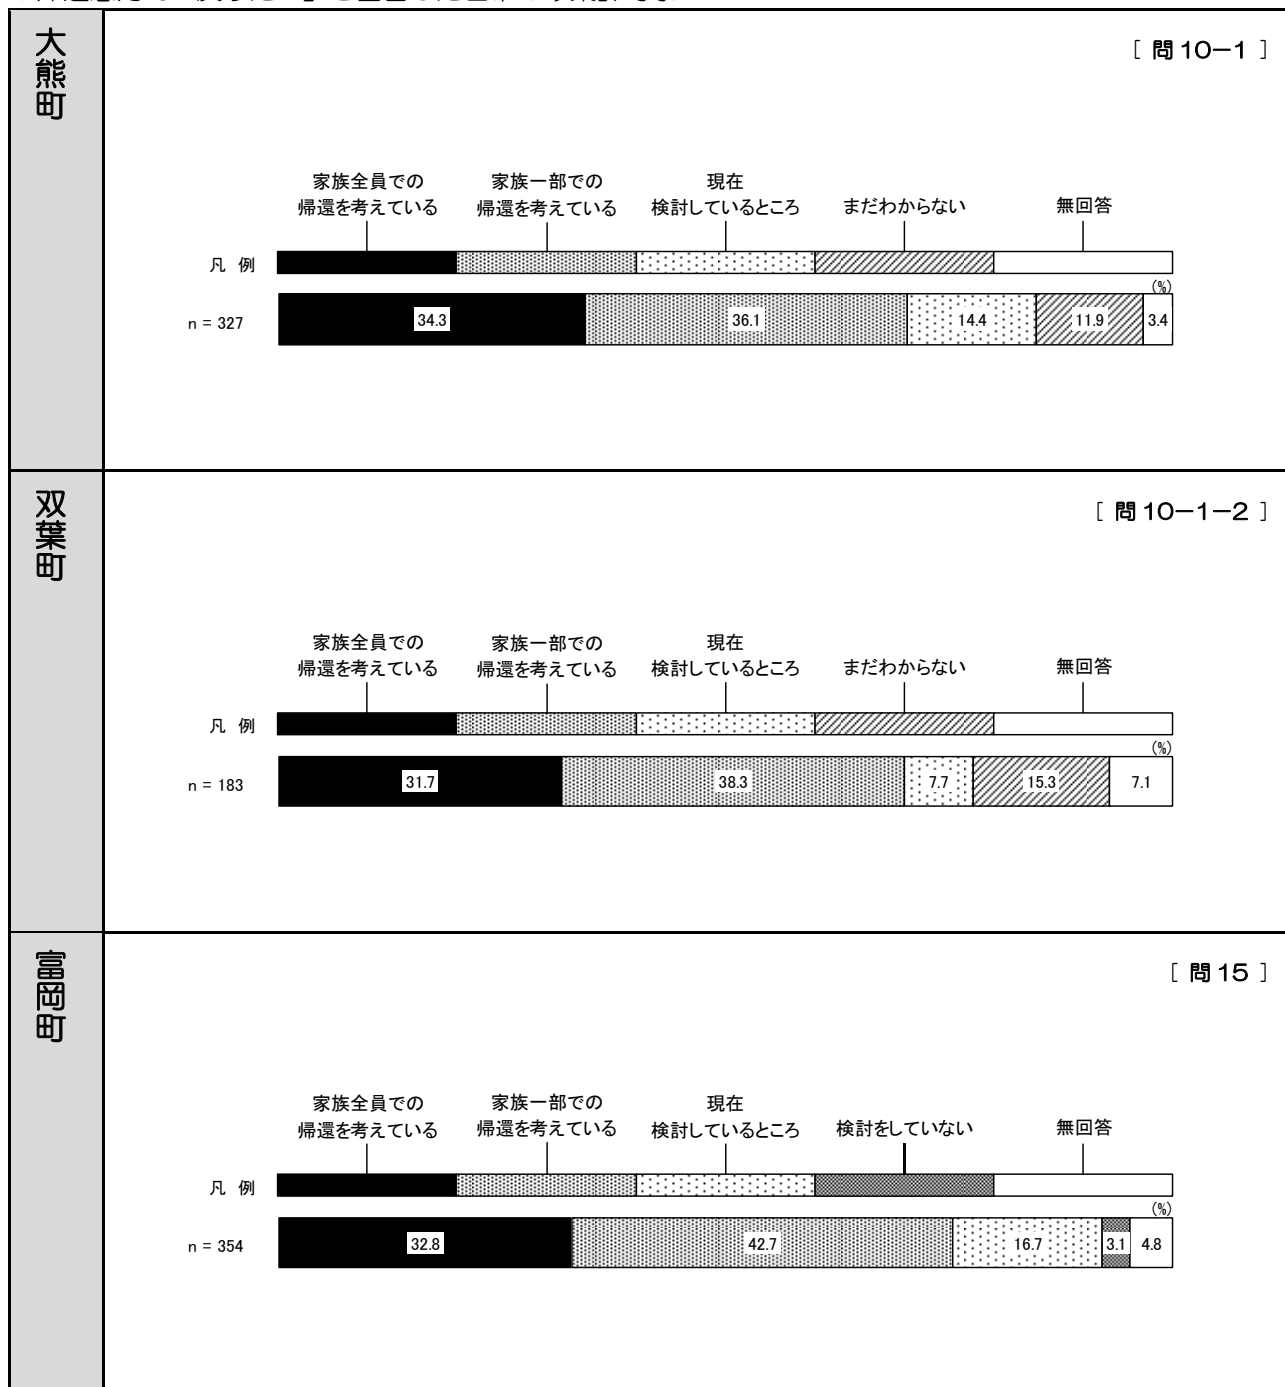 大熊町
[ 問10－1 ]
家族全員での
帰還を考えている
家族一部での
帰還を考えている
現在
検討しているところ
まだわからない
無回答
凡 例
(%)
n = 327
34.3
36.1
14.4
11.9
3.4
双葉町
[ 問10－1－2 ]
家族全員での
帰還を考えている
家族一部での
帰還を考えている
現在
検討しているところ
まだわからない
無回答
凡 例
(%)
n = 183
31.7
38.3
7.7
15.3
7.1
富岡町
[ 問15 ]
家族全員での
帰還を考えている
家族一部での
帰還を考えている
現在
検討しているところ
検討をしていない
無回答
凡 例
(%)
n = 354
32.8
42.7
16.7
3.1
4.8